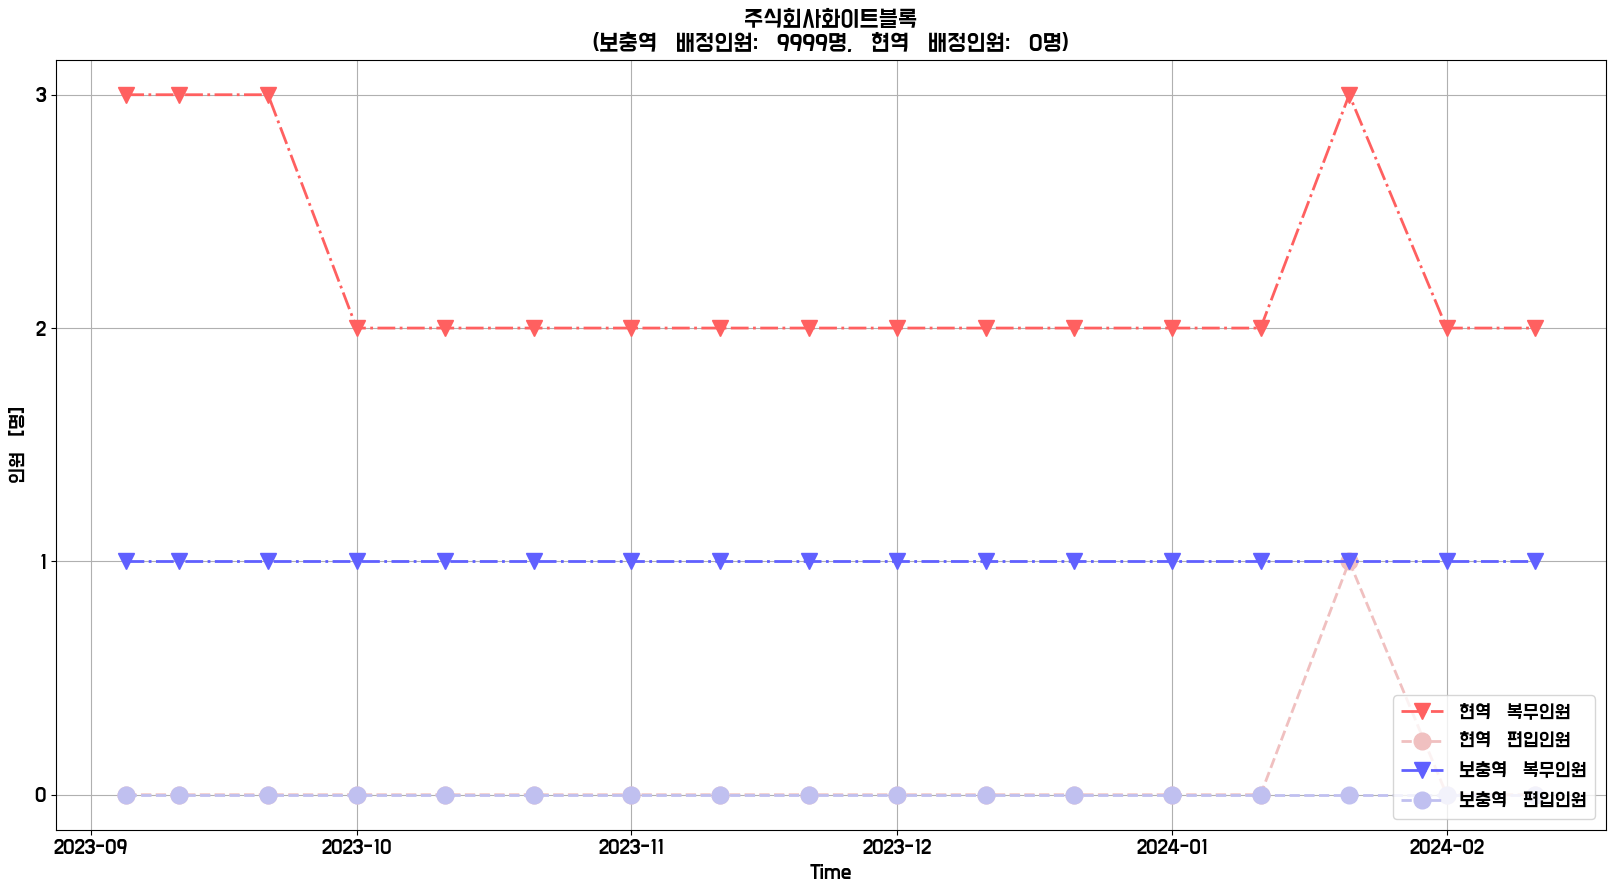 주식회사화이트블록
(보충역 배정인원: 9999명, 현역 배정인원: 0명)
3
2
1
0
인원 [명]
2023-09 2023-10 2023-11 2023-12 2024-01 2024-02
Time
현역 복무인원
현역 편입인원
보충역 복무인원
보충역 편입인원